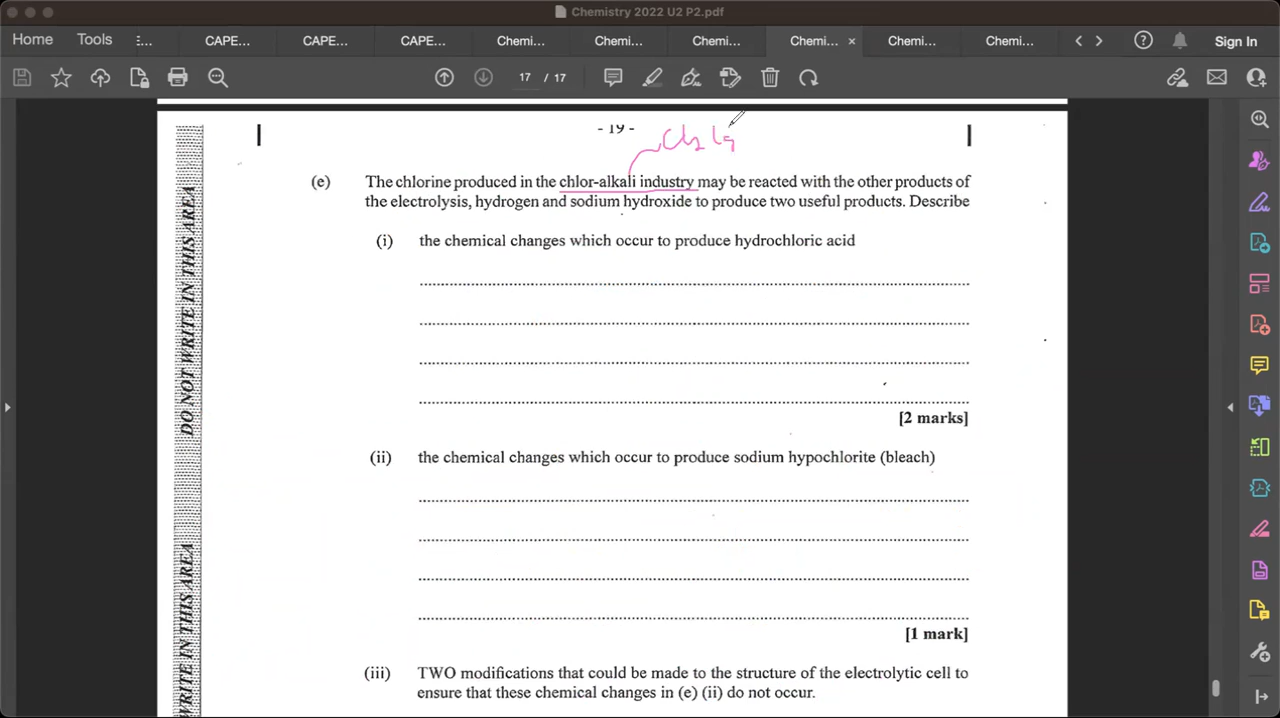 Chemistry 2022 U2 P2.pdf
Home Tools ... CAPE... CAPE... CAPE... Chemi... Chemi... Chemi... Chemi... × Chemi... Chemi... Sign In
17 / 17
- 19 -
(e) The chlorine produced in the chlor-alkali industry may be reacted with the other products of
the electrolysis, hydrogen and sodium hydroxide to produce two useful products. Describe
(i) the chemical changes which occur to produce hydrochloric acid
[2 marks]
(ii) the chemical changes which occur to produce sodium hypochlorite (bleach)
[1 mark]
(iii) TWO modifications that could be made to the structure of the electrolytic cell to
ensure that these chemical changes in (e) (ii) do not occur.
DO NOT WRITE IN THIS AREA
WRITE IN THIS AREA